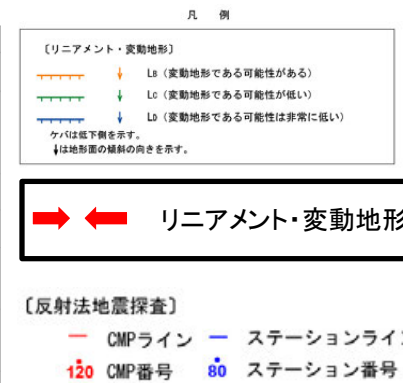 凡 例
〔リニアメント・変動地形〕
LB（変動地形である可能性がある）
LC（変動地形である可能性が低い）
LD（変動地形である可能性は非常に低い）
ケバは低下側を示す。
↓は地形面の傾斜の向きを示す。
リニアメント・変動地形
〔反射法地震探査〕
CMPライン ステーションライン
120 CMP番号 80 ステーション番号